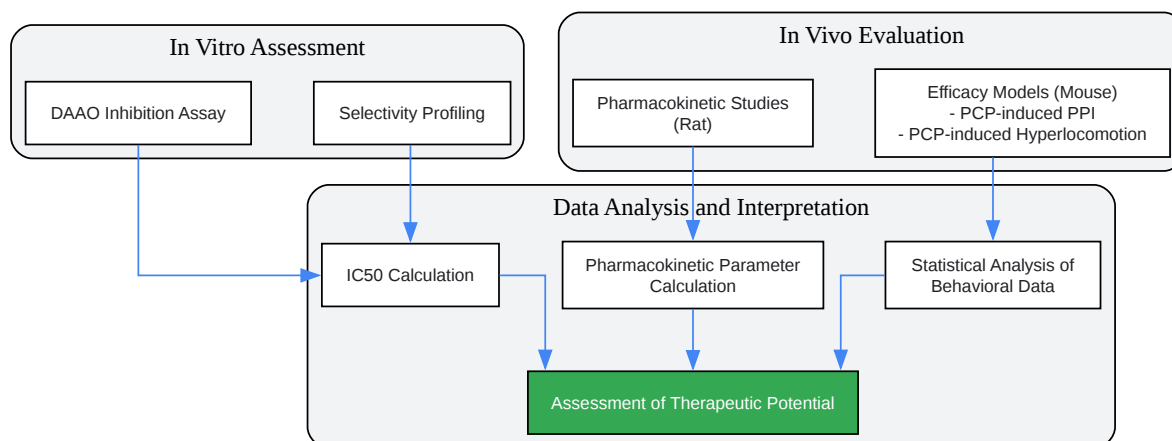 In Vitro Assessment
DAAO Inhibition Assay
Selectivity Profiling
In Vivo Evaluation
Pharmacokinetic Studies
(Rat)
Efficacy Models (Mouse)
- PCP-induced PPI
- PCP-induced Hyperlocomotion
Data Analysis and Interpretation
IC50 Calculation
Pharmacokinetic Parameter
Calculation
Statistical Analysis of
Behavioral Data
Assessment of Therapeutic Potential